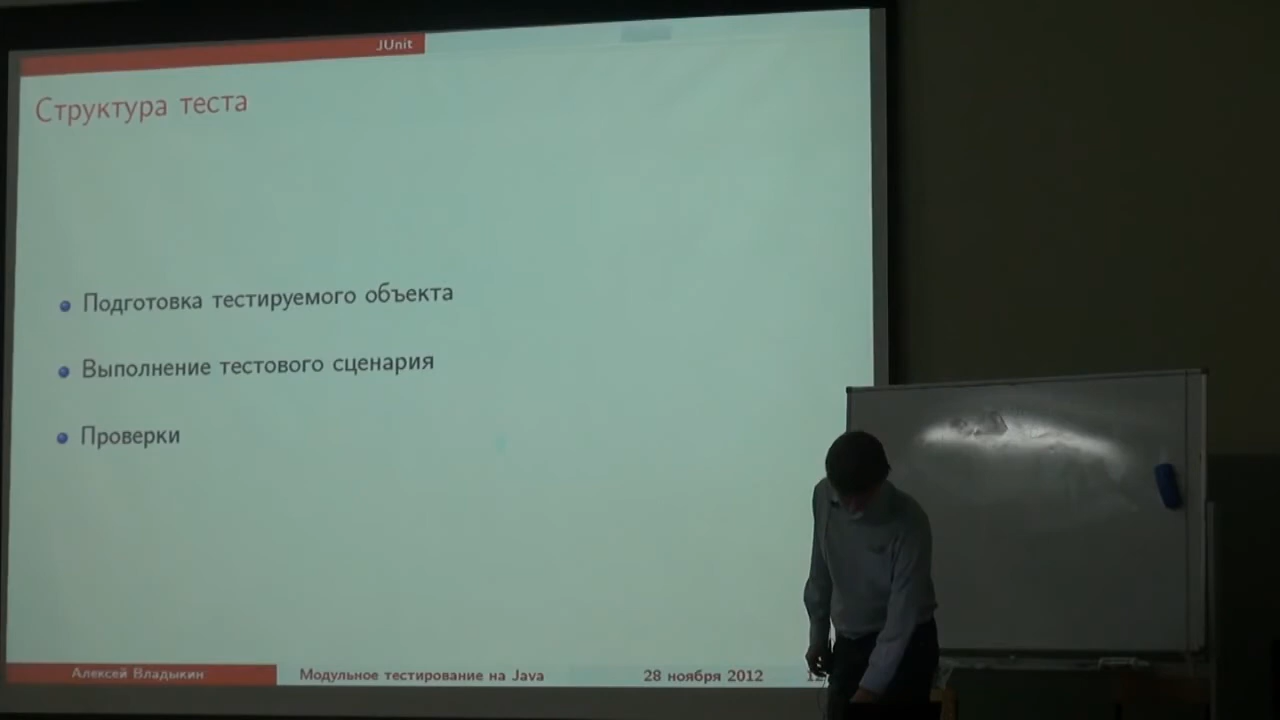 JUnit
Структура теста
Подготовка тестируемого объекта
Выполнение тестового сценария
Проверки
Алексей Владыкин Модульное тестирование на Java 28 ноября 2012